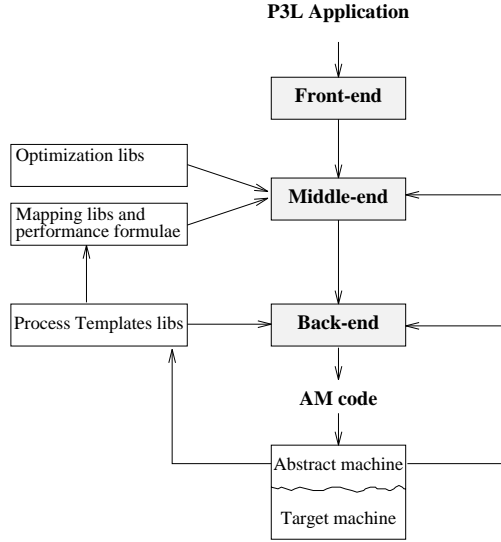 P3L Application
Front-end
Optimization libs
Middle-end
Mapping libs and
performance formulae
Process Templates libs
Back-end
AM code
Abstract machine
Target machine